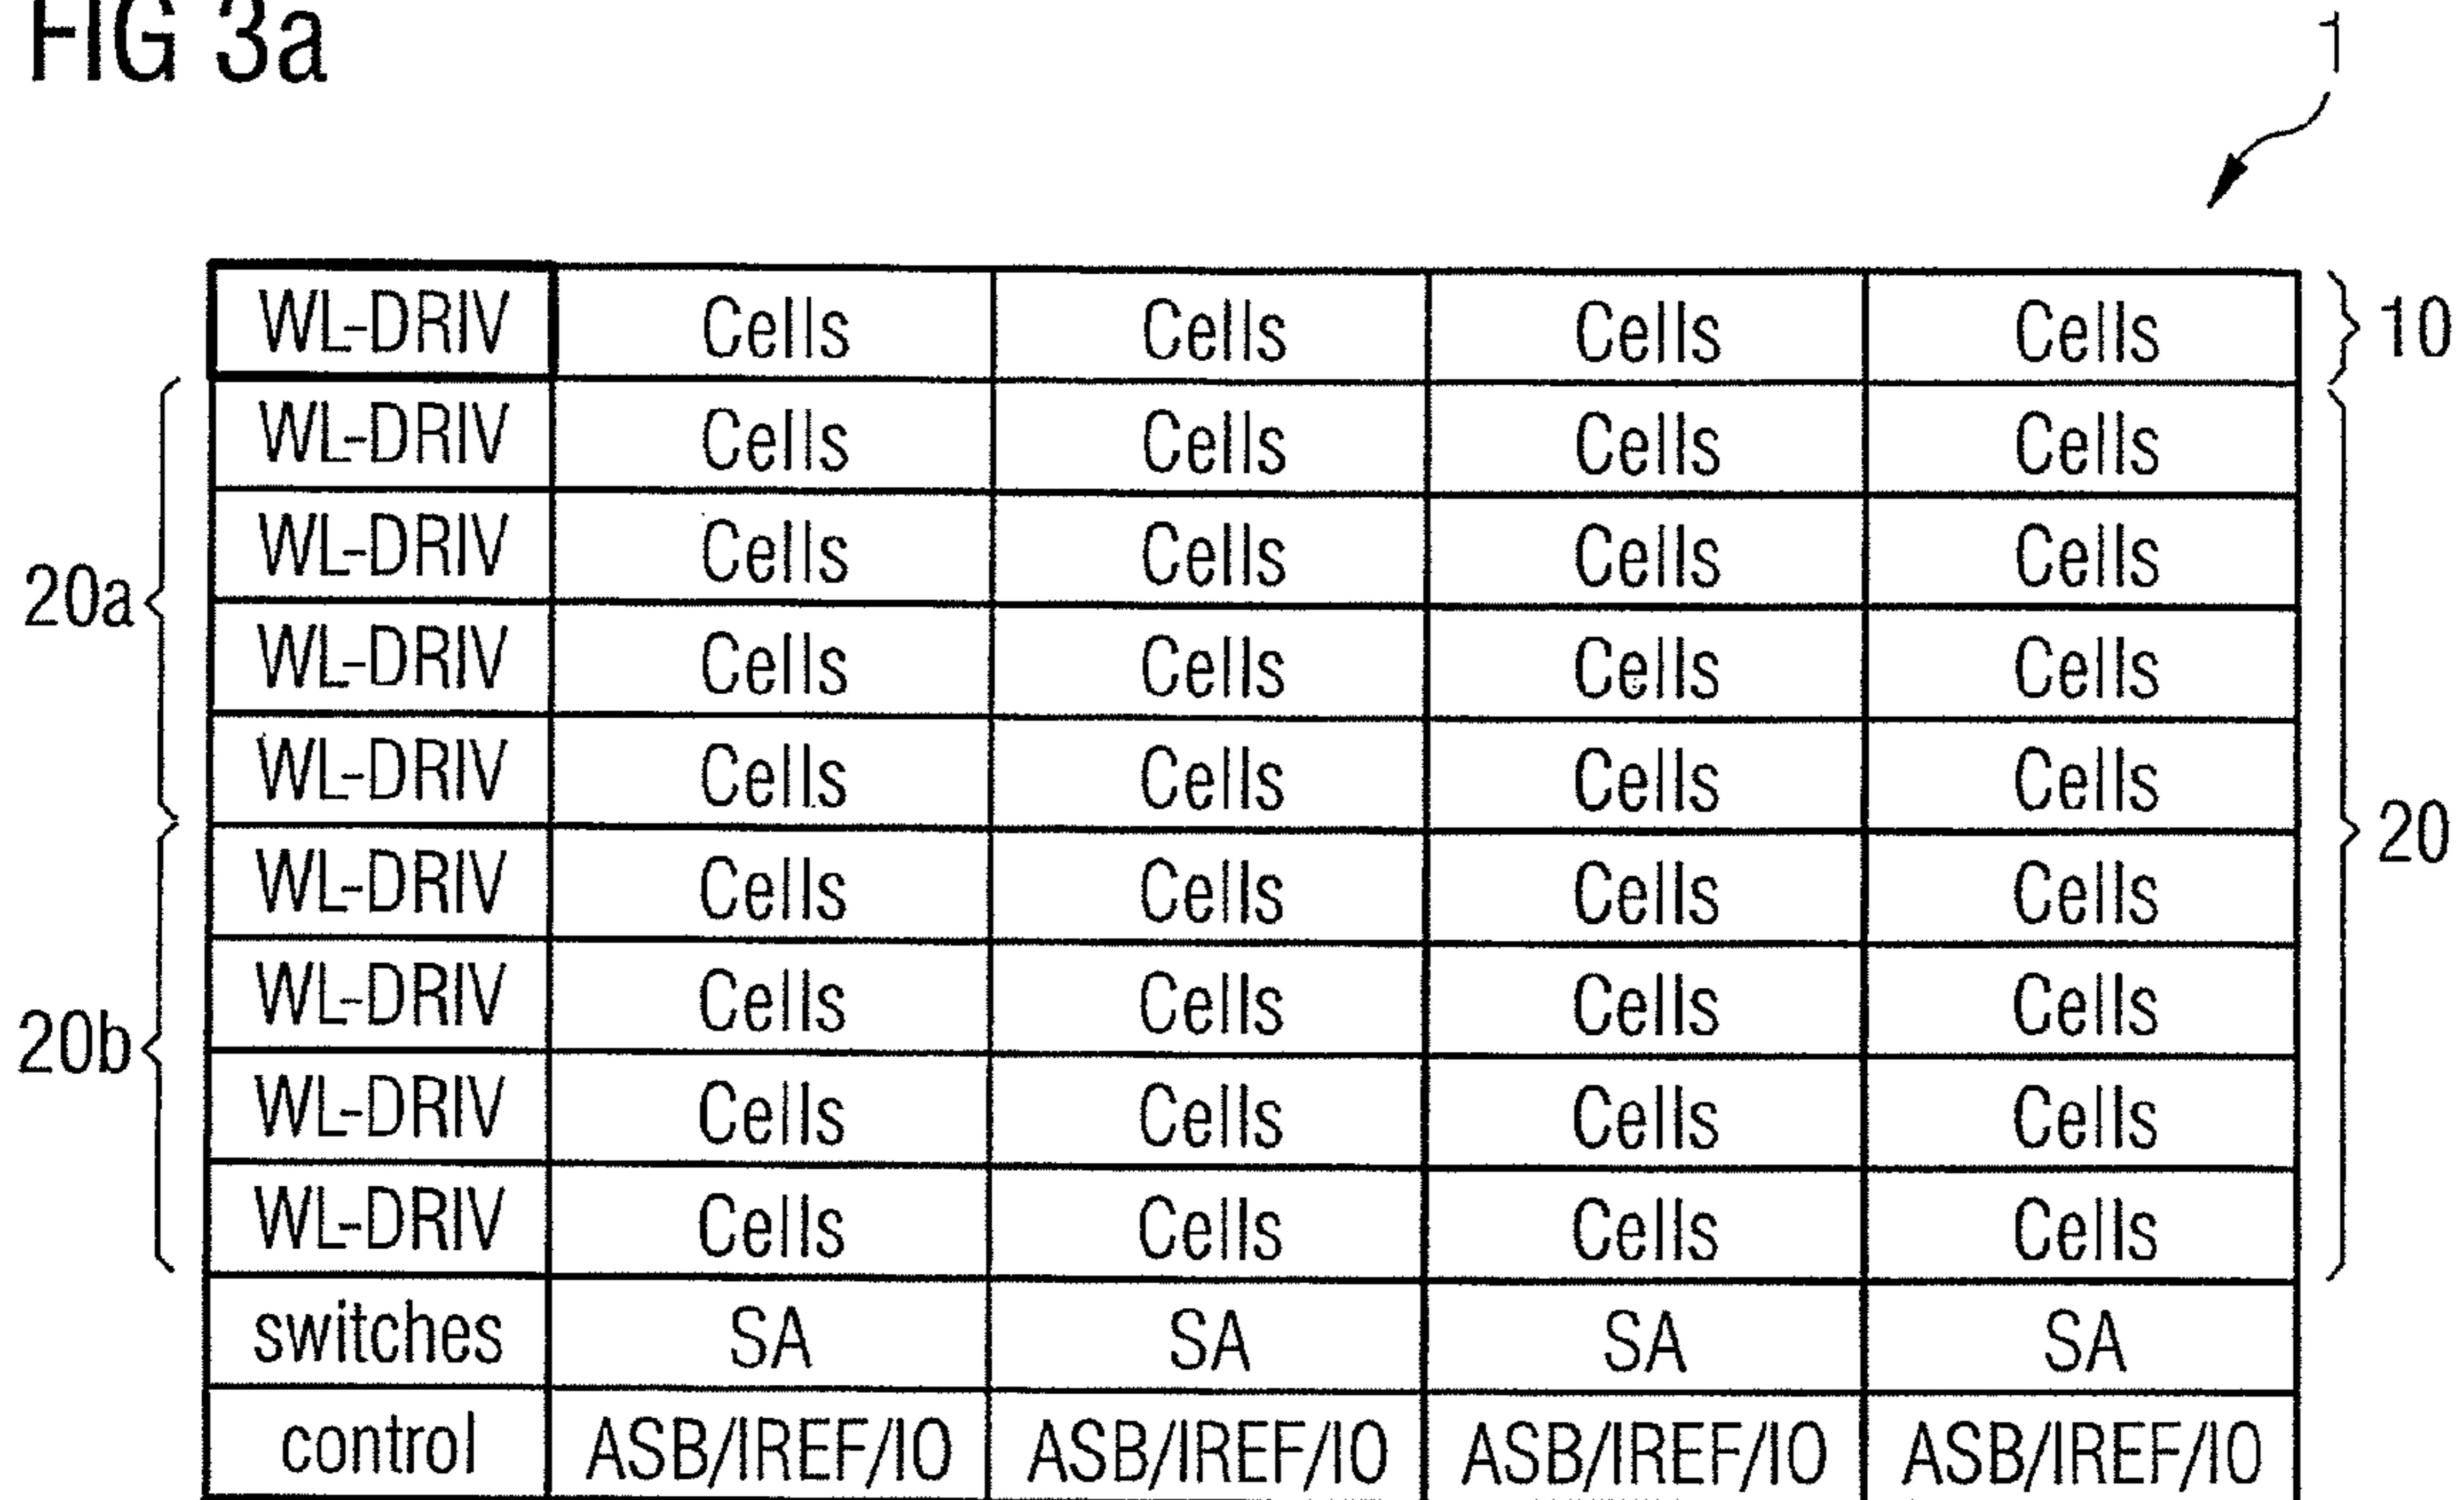 FIG 3a
1
WL-DRIV Cells Cells Cells Cells 10
WL-DRIV Cells Cells Cells Cells
WL-DRIV Cells Cells Cells Cells
20a
WL-DRIV Cells Cells Cells Cells
WL-DRIV Cells Cells Cells Cells
20
WL-DRIV Cells Cells Cells Cells
WL-DRIV Cells Cells Cells Cells
20b
WL-DRIV Cells Cells Cells Cells
WL-DRIV Cells Cells Cells Cells
switches SA SA SA SA
control ASB/IREF/IO ASB/IREF/IO ASB/IREF/IO ASB/IREF/IO